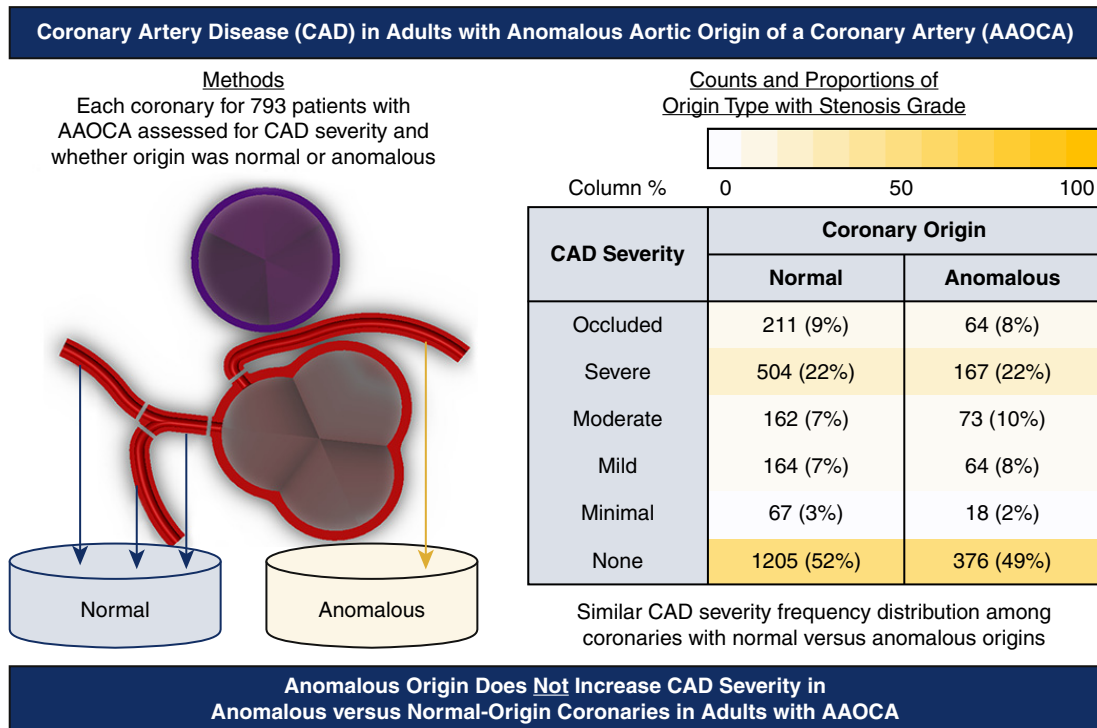 Coronary Artery Disease (CAD) in Adults with Anomalous Aortic Origin of a Coronary Artery (AAOCA)
Methods
Each coronary for 793 patients with
AAOCA assessed for CAD severity and
whether origin was normal or anomalous
Normal
Anomalous
Counts and Proportions of
Origin Type with Stenosis Grade
Column % 0 50 100
CAD Severity
Coronary Origin
Normal Anomalous
Occluded 211 (9%) 64 (8%)
Severe 504 (22%) 167 (22%)
Moderate 162 (7%) 73 (10%)
Mild 164 (7%) 64 (8%)
Minimal 67 (3%) 18 (2%)
None 1205 (52%) 376 (49%)
Similar CAD severity frequency distribution among
coronaries with normal versus anomalous origins
Anomalous Origin Does Not Increase CAD Severity in
Anomalous versus Normal-Origin Coronaries in Adults with AAOCA